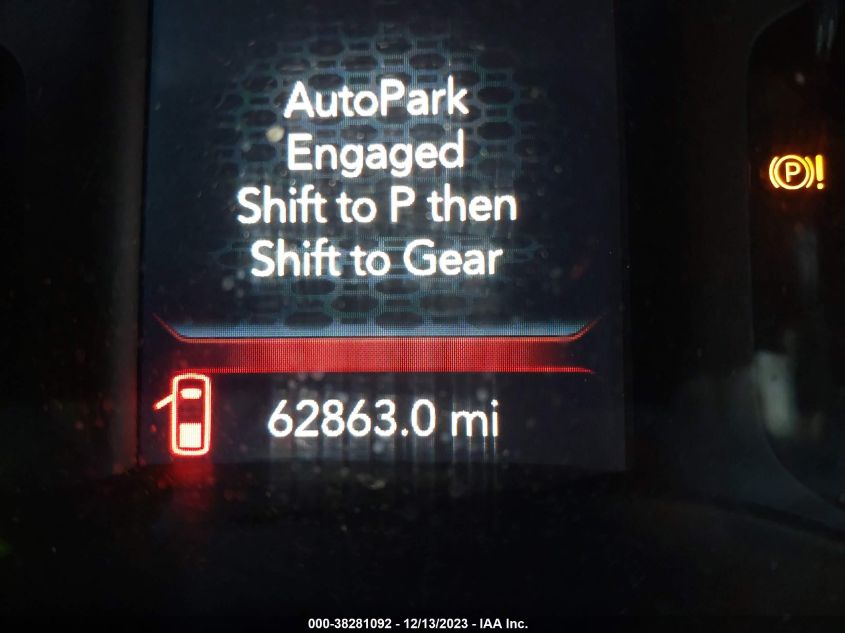 AutoPark
Engaged
Shift to P then
Shift to Gear
(P)!
62863.0 mi
000-38281092 - 12/13/2023 - IAA Inc.